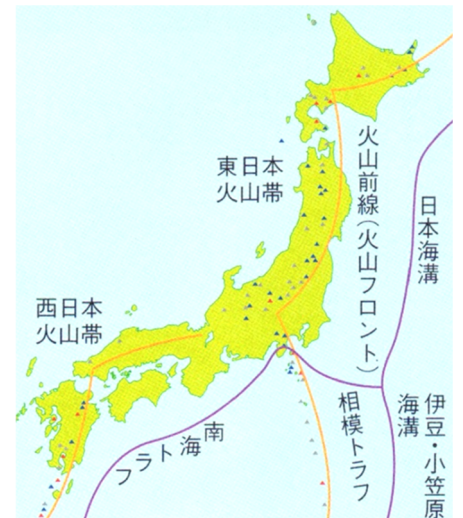 東日本
火山帯
火山前線（火山フロント）
日本海溝
西日本
火山帯
南海トラフ
相模トラフ
伊豆・小笠原
海溝